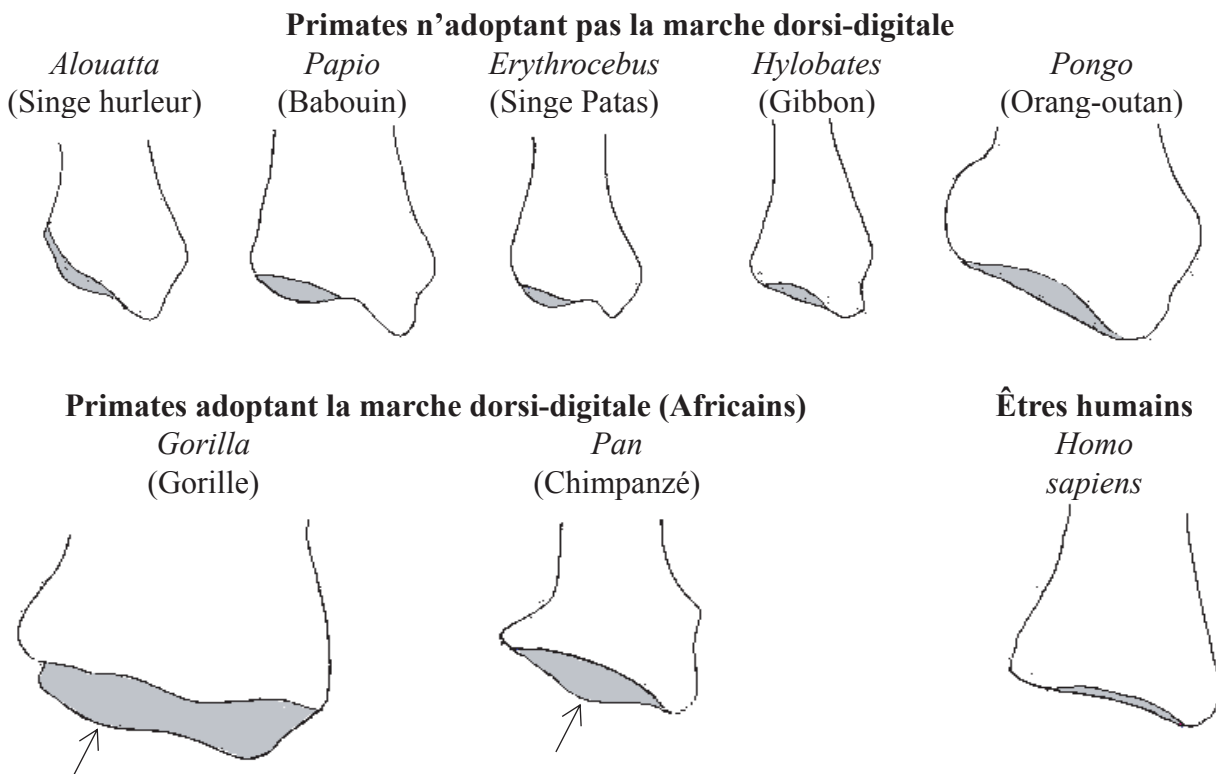 Primates n’adoptant pas la marche dorsi-digitale
Alouatta
(Singe hurleur)
Papio
(Babouin)
Erythrocebus
(Singe Patas)
Hylobates
(Gibbon)
Pongo
(Orang-outan)
Primates adoptant la marche dorsi-digitale (Africains)
Gorilla
(Gorille)
Pan
(Chimpanzé)
Êtres humains
Homo
sapiens